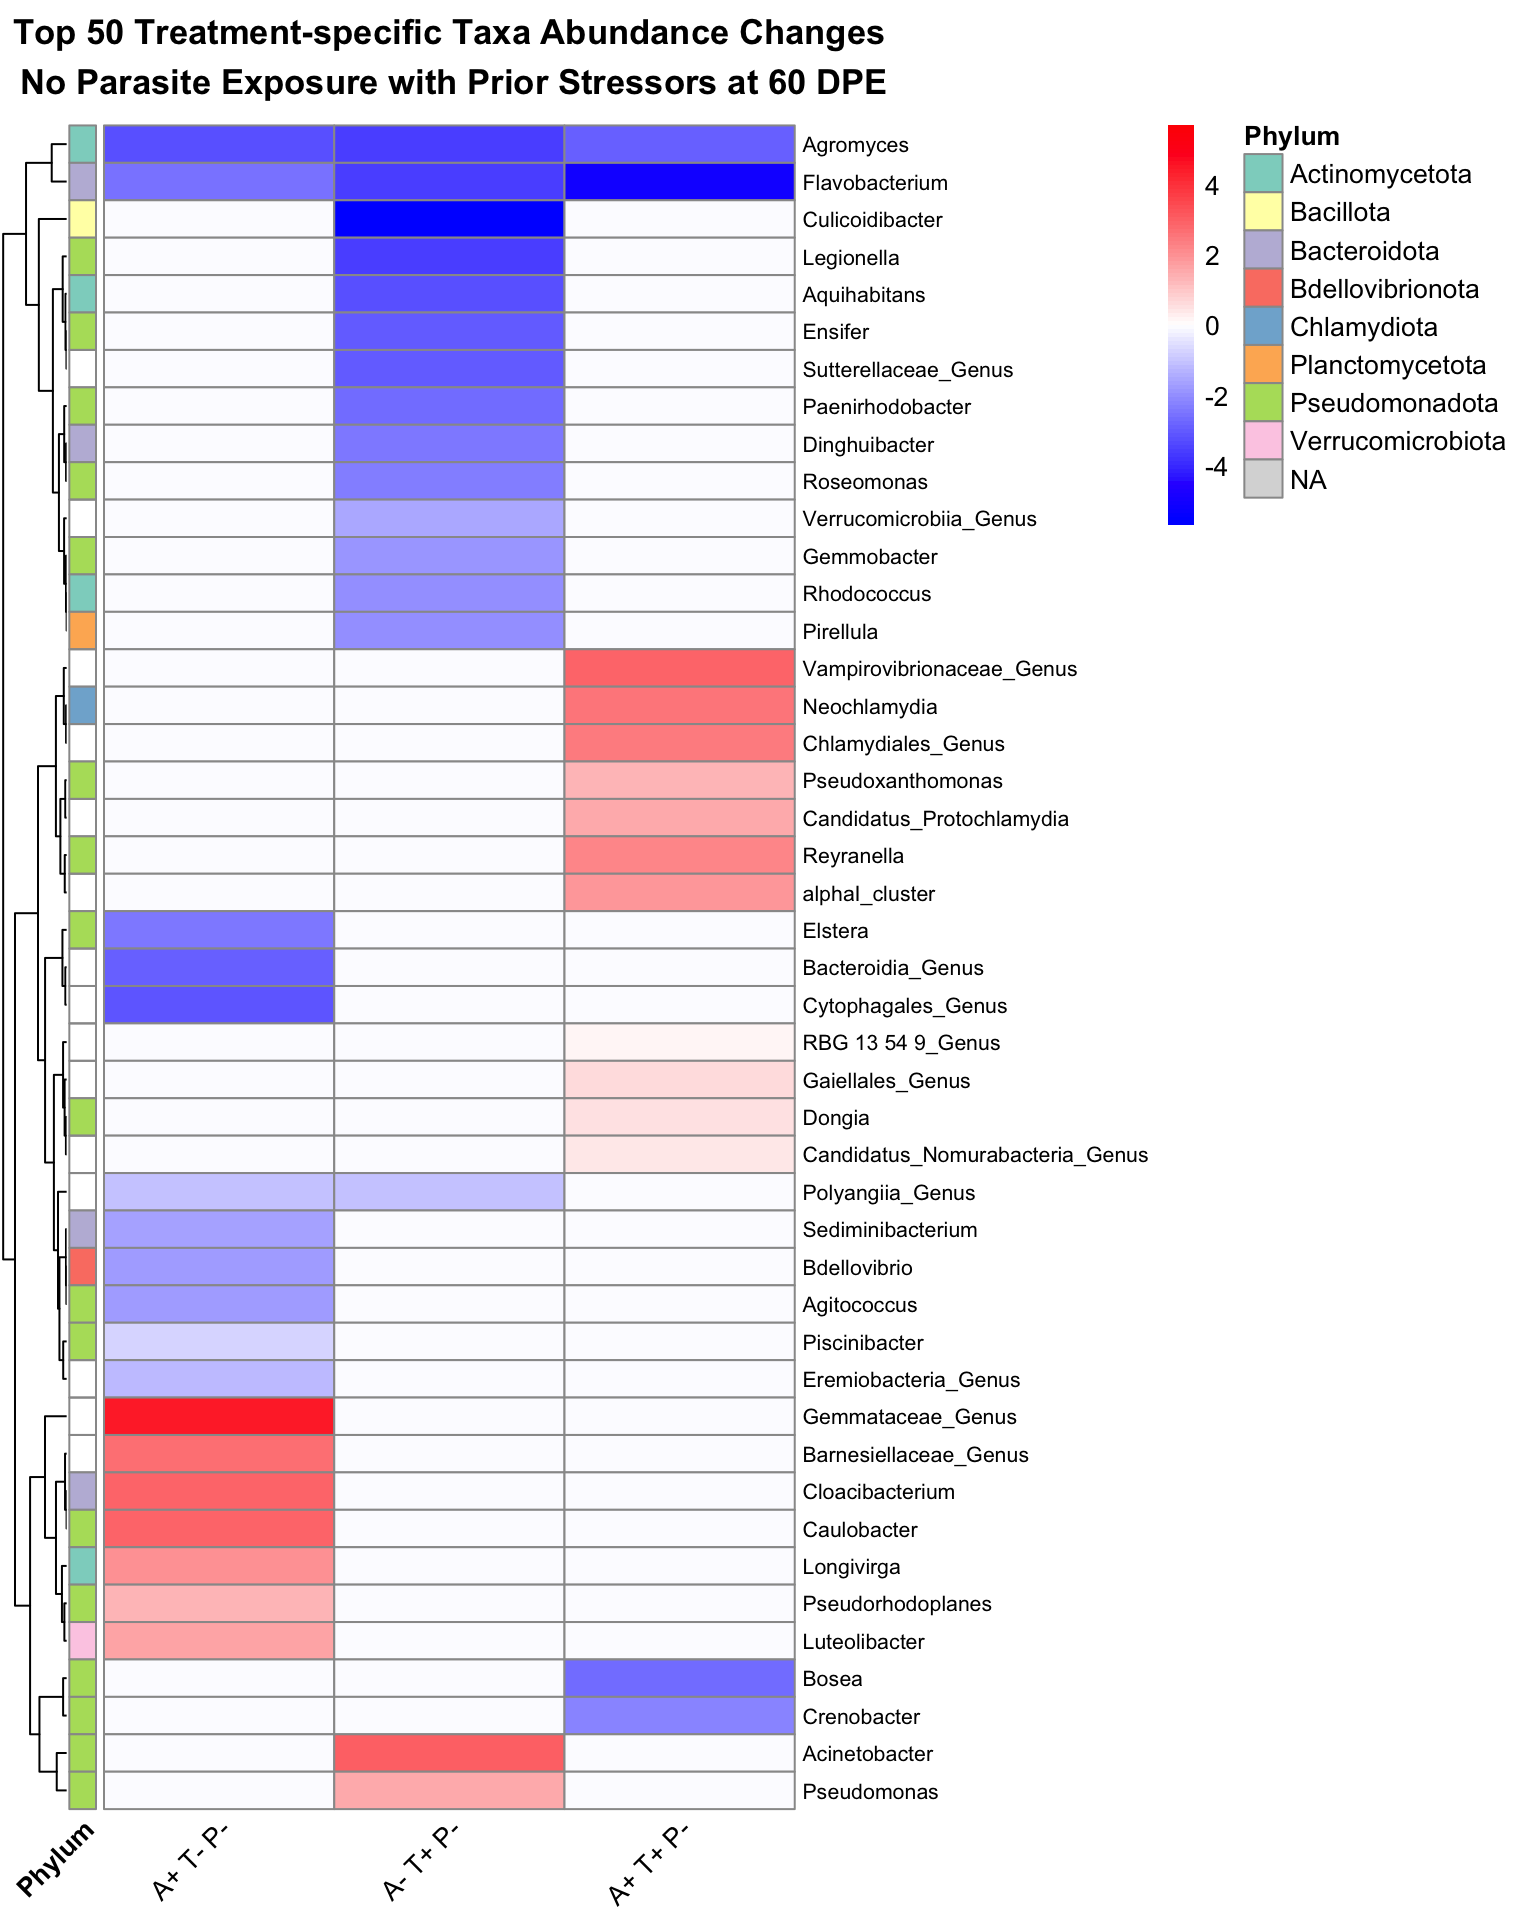 Top 50 Treatment-specific Taxa Abundance Changes
No Parasite Exposure with Prior Stressors at 60 DPE
Agromyces
Flavobacterium
Culicoidibacter
Legionella
Aquihabitans
Ensifer
Sutterellaceae_Genus
Paenirhodobacter
Dinghuibacter
Roseomonas
Verrucomicrobiia_Genus
Gemmobacter
Rhodococcus
Pirellula
Vampirovibrionaceae_Genus
Neochlamydia
Chlamydiales_Genus
Pseudoxanthomonas
Candidatus_Protochlamydia
Reyranella
alphaI_cluster
Elstera
Bacteroidia_Genus
Cytophagales_Genus
RBG 13 54 9_Genus
Gaiellales_Genus
Dongia
Candidatus_Nomurabacteria_Genus
Polyangiia_Genus
Sediminibacterium
Bdellovibrio
Agitococcus
Piscinibacter
Eremiobacteria_Genus
Gemmataceae_Genus
Barnesiellaceae_Genus
Cloacibacterium
Caulobacter
Longivirga
Pseudorhodoplanes
Luteolibacter
Bosea
Crenobacter
Acinetobacter
Pseudomonas
4
2
0
-2
-4
Phylum
Actinomycetota
Bacillota
Bacteroidota
Bdellovibrionota
Chlamydiota
Planctomycetota
Pseudomonadota
Verrucomicrobiota
NA
Phylum
A+ T- P-
A- T+ P-
A+ T+ P-